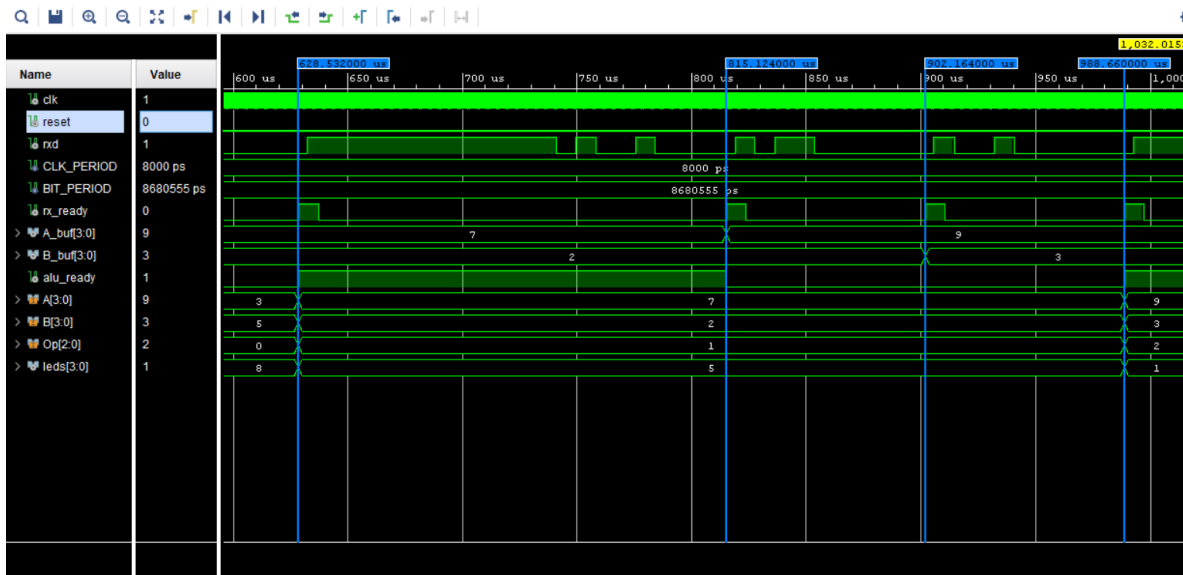 1,032.015
628.532000 us
815.124000 us
902.164000 us
988.660000 us
Name
Value
600 us
650 us
700 us
750 us
800 us
850 us
900 us
950 us
1,000
clk
1
reset
0
rxd
1
CLK_PERIOD
8000 ps
8000 ps
BIT_PERIOD
8680555 ps
8680555 ps
rx_ready
0
A_buf[3:0]
9
7
9
B_buf[3:0]
3
2
3
alu_ready
1
A[3:0]
9
3
7
9
B[3:0]
3
5
2
3
Op[2:0]
2
0
1
2
leds[3:0]
1
8
5
1